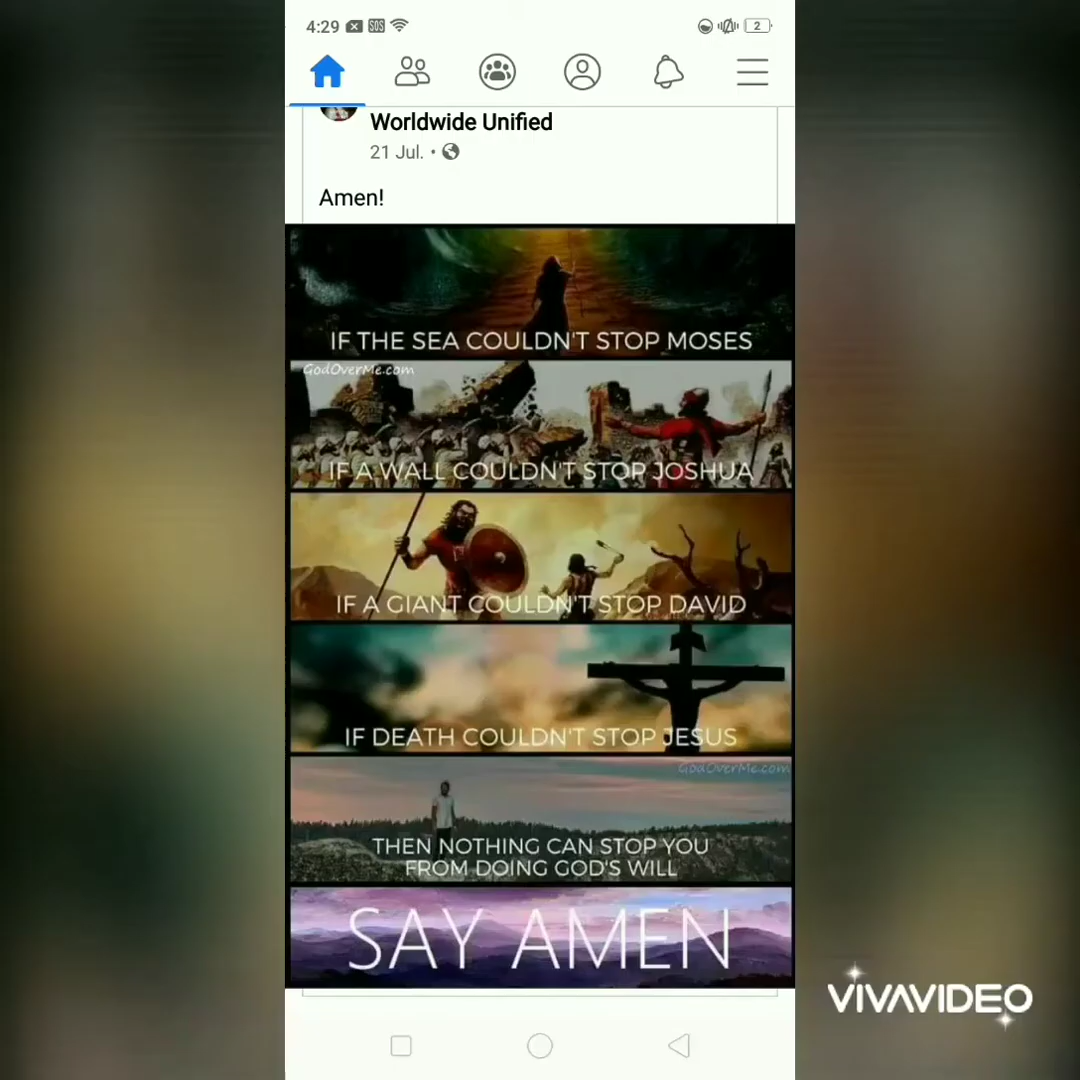 4:29
SOS
2
Worldwide Unified
21 Jul. •
Amen!
IF THE SEA COULDN'T STOP MOSES
GodOverMe.com
IF A WALL COULDN'T STOP JOSHUA
IF A GIANT COULDN'T STOP DAVID
IF DEATH COULDN'T STOP JESUS
GodOverMe.com
THEN NOTHING CAN STOP YOU
FROM DOING GOD'S WILL
SAY AMEN
VIVAVIDEO